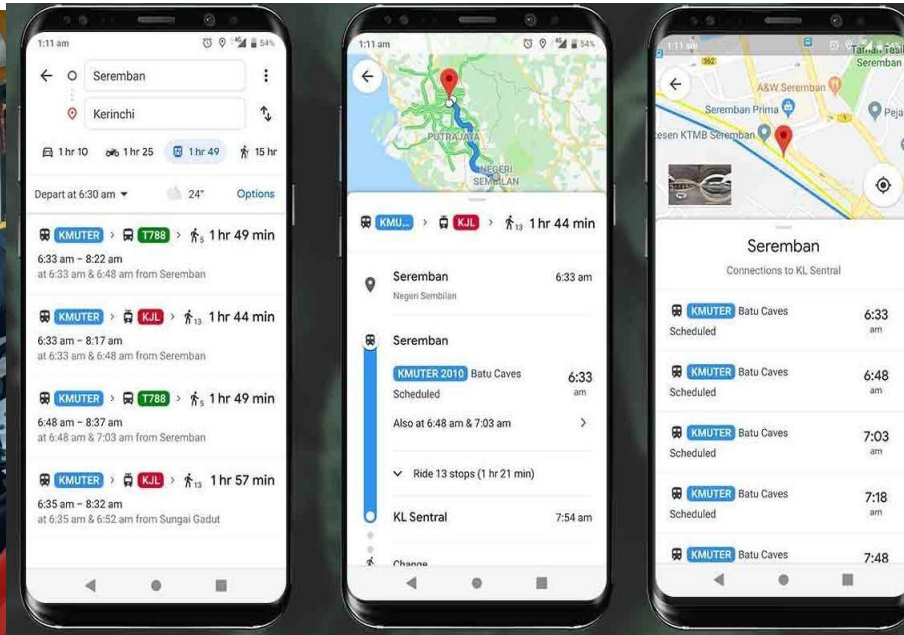 1:11 am
4G
54%
Seremban
Kerinchi
1 hr 10
1 hr 25
1 hr 49
15 hr
Depart at 6:30 am
24°
Options
KMUTER > T788 > 5 1 hr 49 min
6:33 am – 8:22 am
at 6:33 am & 6:48 am from Seremban
KMUTER > KJL > 13 1 hr 44 min
6:33 am – 8:17 am
at 6:33 am & 6:48 am from Seremban
KMUTER > T788 > 5 1 hr 49 min
6:48 am – 8:37 am
at 6:48 am & 7:03 am from Seremban
KMUTER > KJL > 13 1 hr 57 min
6:35 am – 8:32 am
at 6:35 am & 6:52 am from Sungai Gadut
1:11 am
4G
54%
PUTRAJAYA
NEGERI
SEMBILAN
KMU... > KJL > 13 1 hr 44 min
Seremban 6:33 am
Negeri Sembilan
Seremban
KMUTER 2010 Batu Caves 6:33
Scheduled am
Also at 6:48 am & 7:03 am
Ride 13 stops (1 hr 21 min)
KL Sentral 7:54 am
Change
1:11 am
362
Seremban
A&W Seremban
Seremban Prima
1
Peja
esen KTMB Seremban
Seremban
Connections to KL Sentral
KMUTER Batu Caves 6:33
Scheduled am
KMUTER Batu Caves 6:48
Scheduled am
KMUTER Batu Caves 7:03
Scheduled am
KMUTER Batu Caves 7:18
Scheduled am
KMUTER Batu Caves 7:48